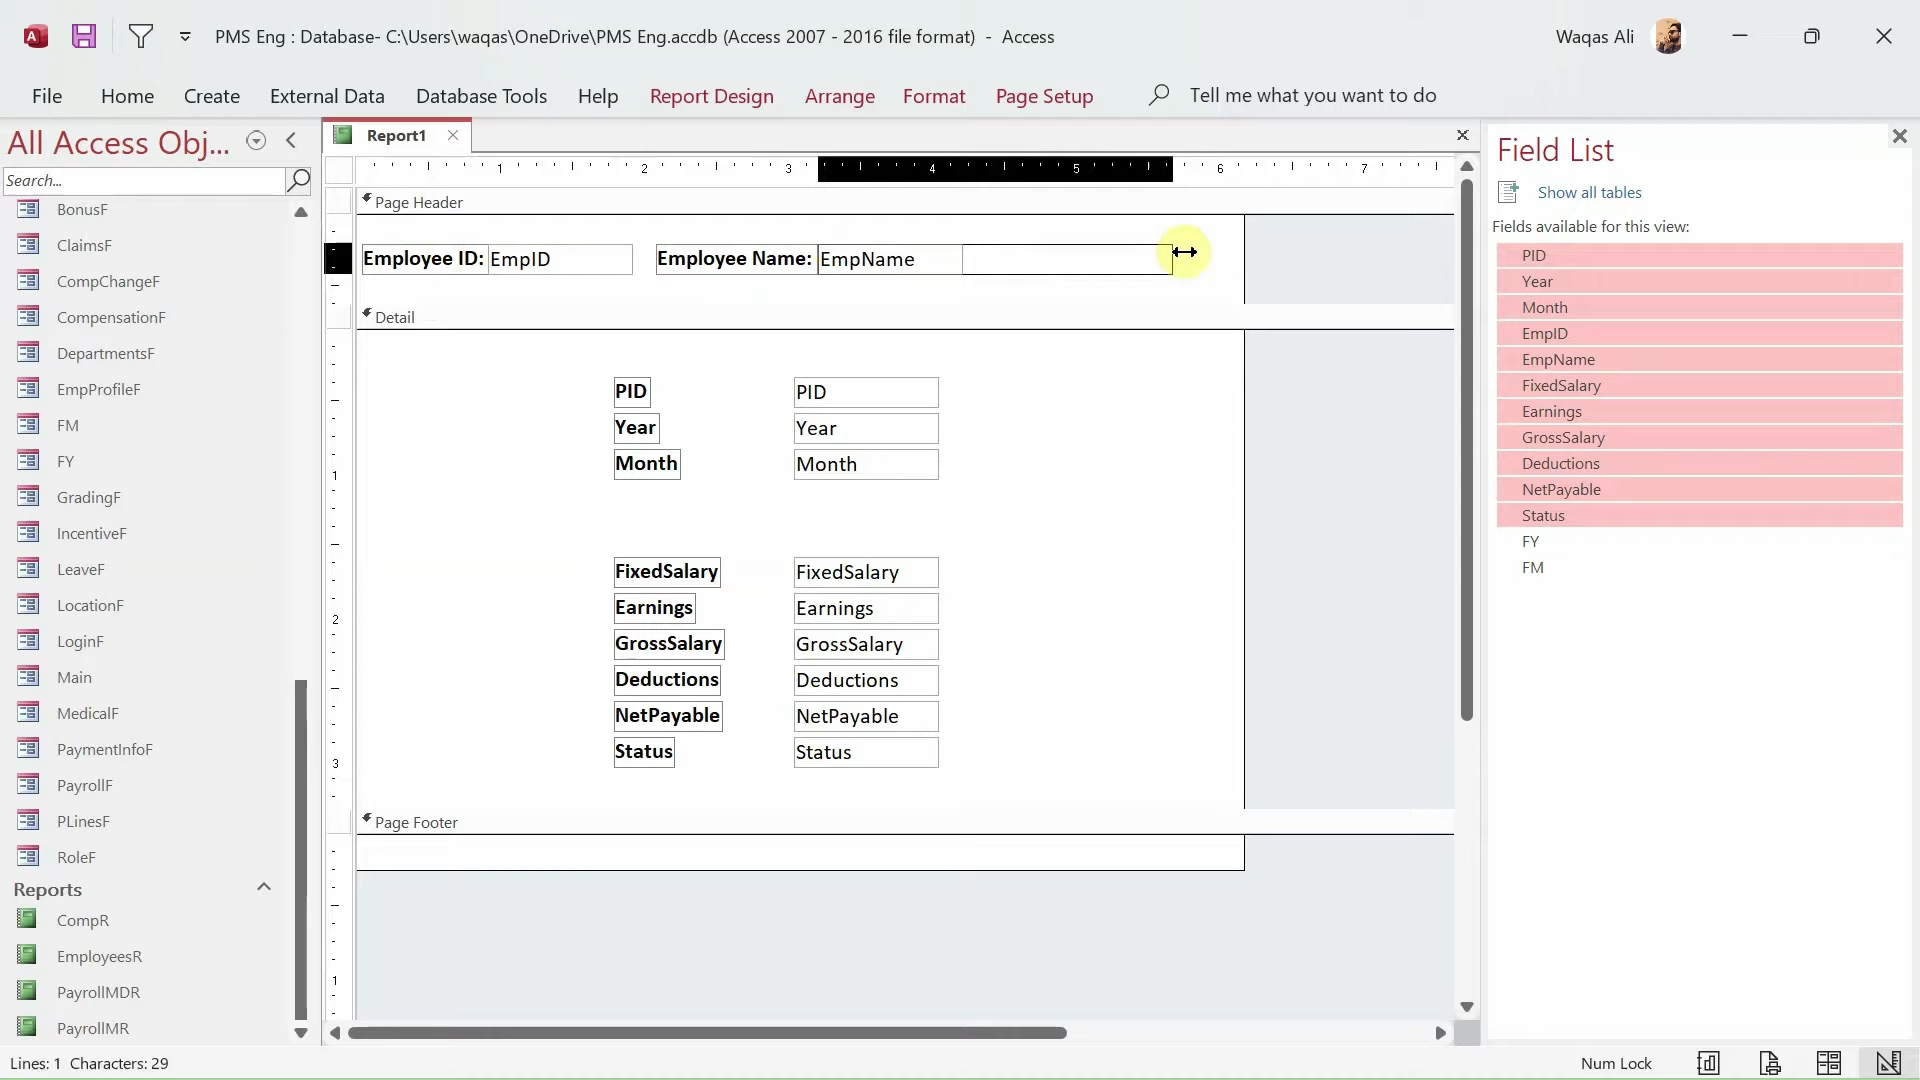 PMS Eng : Database- C:\Users\waqas\OneDrive\PMS Eng.accdb (Access 2007 - 2016 file format)  -  Access
Waqas Ali
File Home Create External Data Database Tools Help Report Design Arrange Format Page Setup Tell me what you want to do
All Access Obj...
Search...
BonusF
ClaimsF
CompChangeF
CompensationF
DepartmentsF
EmpProfileF
FM
FY
GradingF
IncentiveF
LeaveF
LocationF
LoginF
Main
MedicalF
PaymentInfoF
PayrollF
PLinesF
RoleF
Reports
CompR
EmployeesR
PayrollMDR
PayrollMR
Report1
1 2 3 4 5 6 7
Page Header
Employee ID: EmpID Employee Name: EmpName
Detail
PID PID
Year Year
Month Month
1
FixedSalary FixedSalary
Earnings Earnings
2
GrossSalary GrossSalary
Deductions Deductions
NetPayable NetPayable
Status Status
3
Page Footer
1
Field List
Show all tables
Fields available for this view:
PID
Year
Month
EmpID
EmpName
FixedSalary
Earnings
GrossSalary
Deductions
NetPayable
Status
FY
FM
Lines: 1  Characters: 29
Num Lock